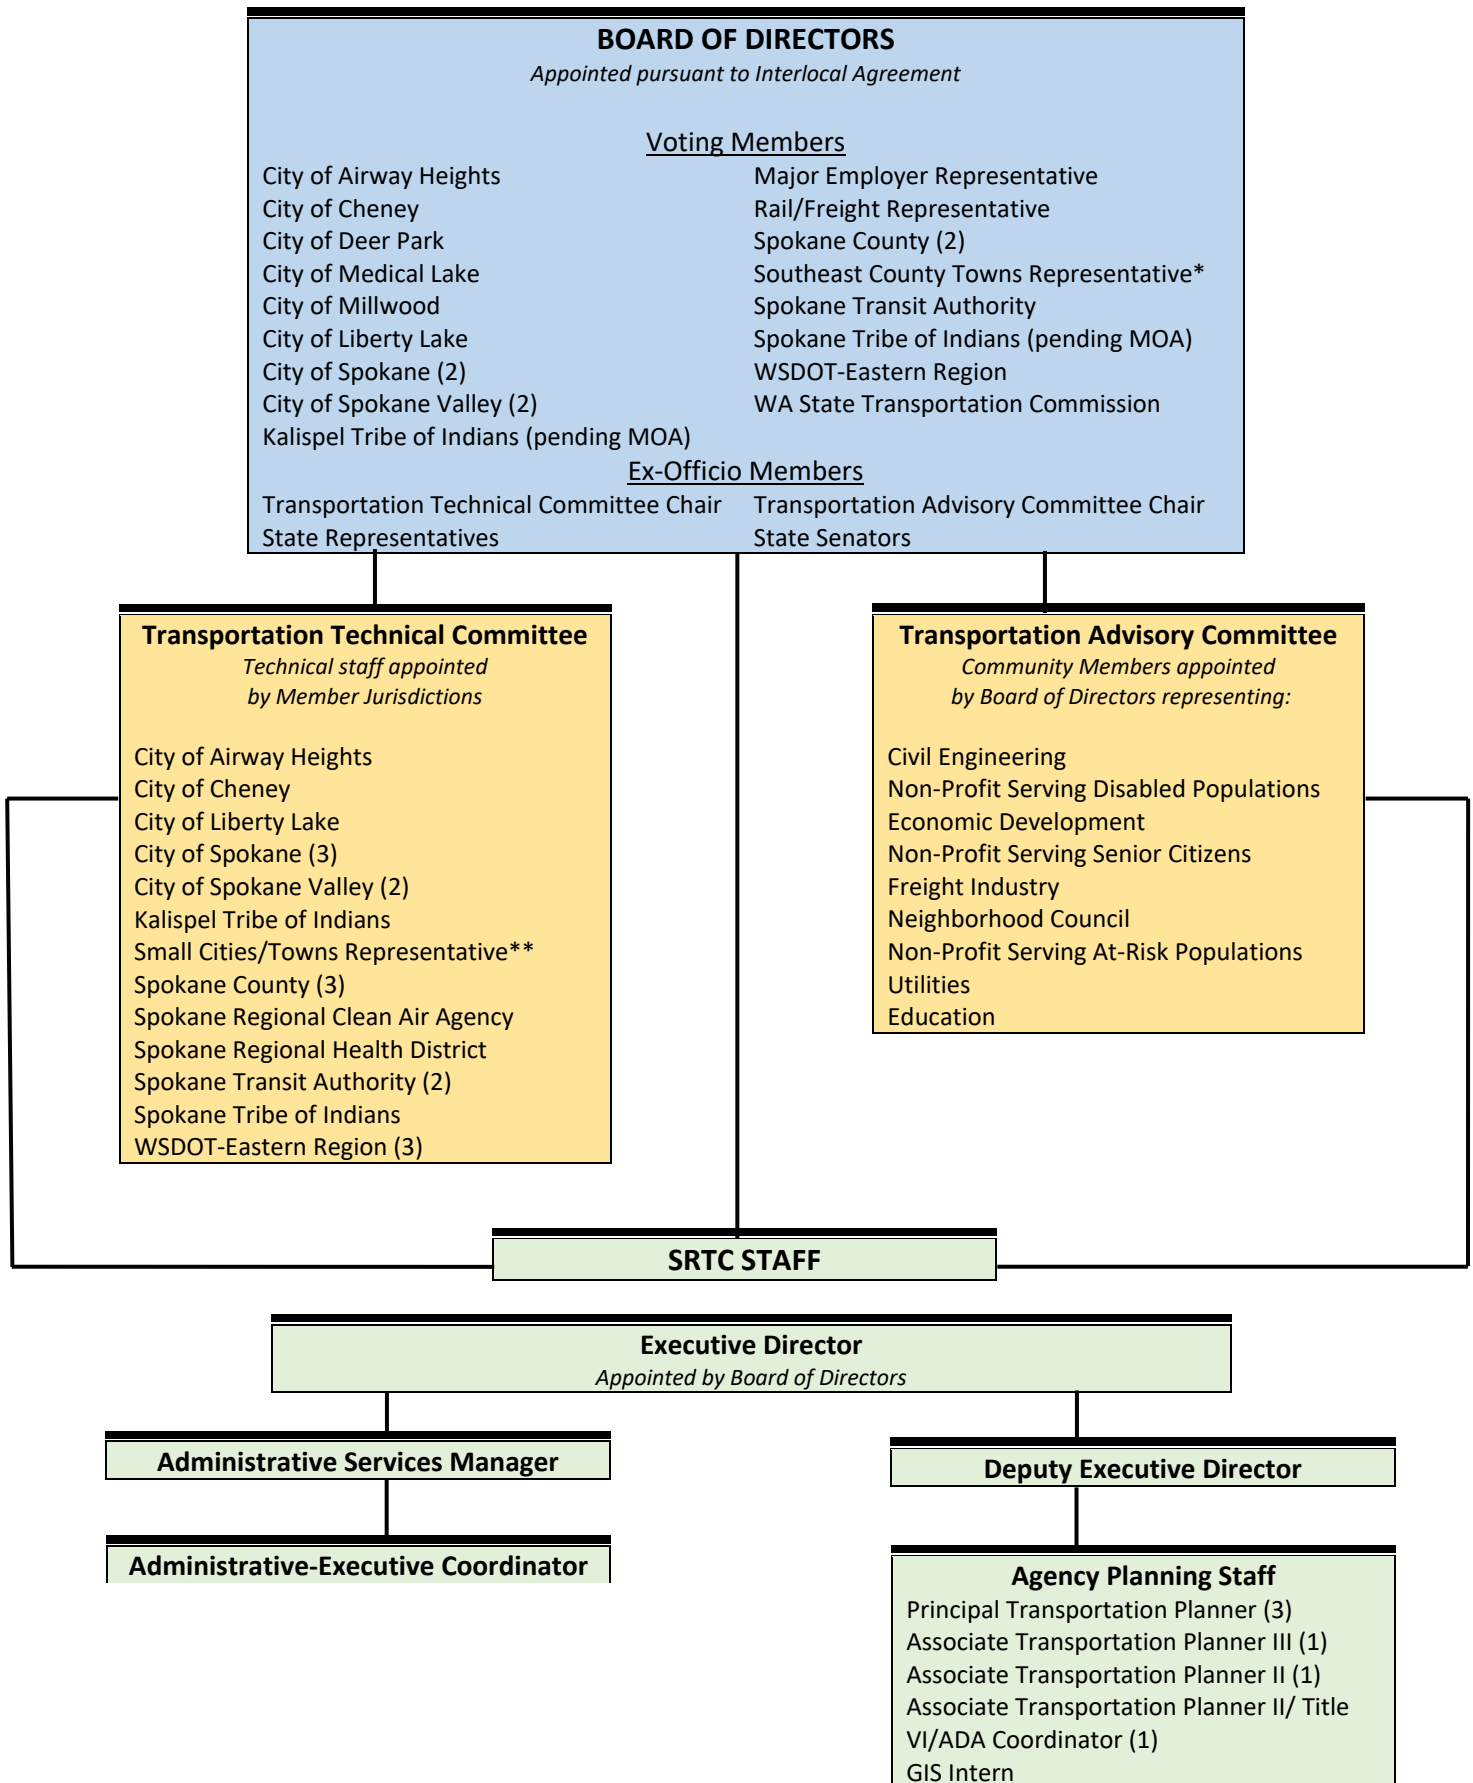 BOARD OF DIRECTORS
Appointed pursuant to Interlocal Agreement
Voting Members
City of Airway Heights
City of Cheney
City of Deer Park
City of Medical Lake
City of Millwood
City of Liberty Lake
City of Spokane (2)
City of Spokane Valley (2)
Kalispel Tribe of Indians (pending MOA)
Major Employer Representative
Rail/Freight Representative
Spokane County (2)
Southeast County Towns Representative*
Spokane Transit Authority
Spokane Tribe of Indians (pending MOA)
WSDOT-Eastern Region
WA State Transportation Commission
Ex-Officio Members
Transportation Technical Committee Chair
State Representatives
Transportation Advisory Committee Chair
State Senators
Transportation Technical Committee
Technical staff appointed
by Member Jurisdictions
City of Airway Heights
City of Cheney
City of Liberty Lake
City of Spokane (3)
City of Spokane Valley (2)
Kalispel Tribe of Indians
Small Cities/Towns Representative**
Spokane County (3)
Spokane Regional Clean Air Agency
Spokane Regional Health District
Spokane Transit Authority (2)
Spokane Tribe of Indians
WSDOT-Eastern Region (3)
Transportation Advisory Committee
Community Members appointed
by Board of Directors representing:
Civil Engineering
Non-Profit Serving Disabled Populations
Economic Development
Non-Profit Serving Senior Citizens
Freight Industry
Neighborhood Council
Non-Profit Serving At-Risk Populations
Utilities
Education
SRTC STAFF
Executive Director
Appointed by Board of Directors
Administrative Services Manager
Administrative-Executive Coordinator
Deputy Executive Director
Agency Planning Staff
Principal Transportation Planner (3)
Associate Transportation Planner III (1)
Associate Transportation Planner II (1)
Associate Transportation Planner II/ Title
VI/ADA Coordinator (1)
GIS Intern